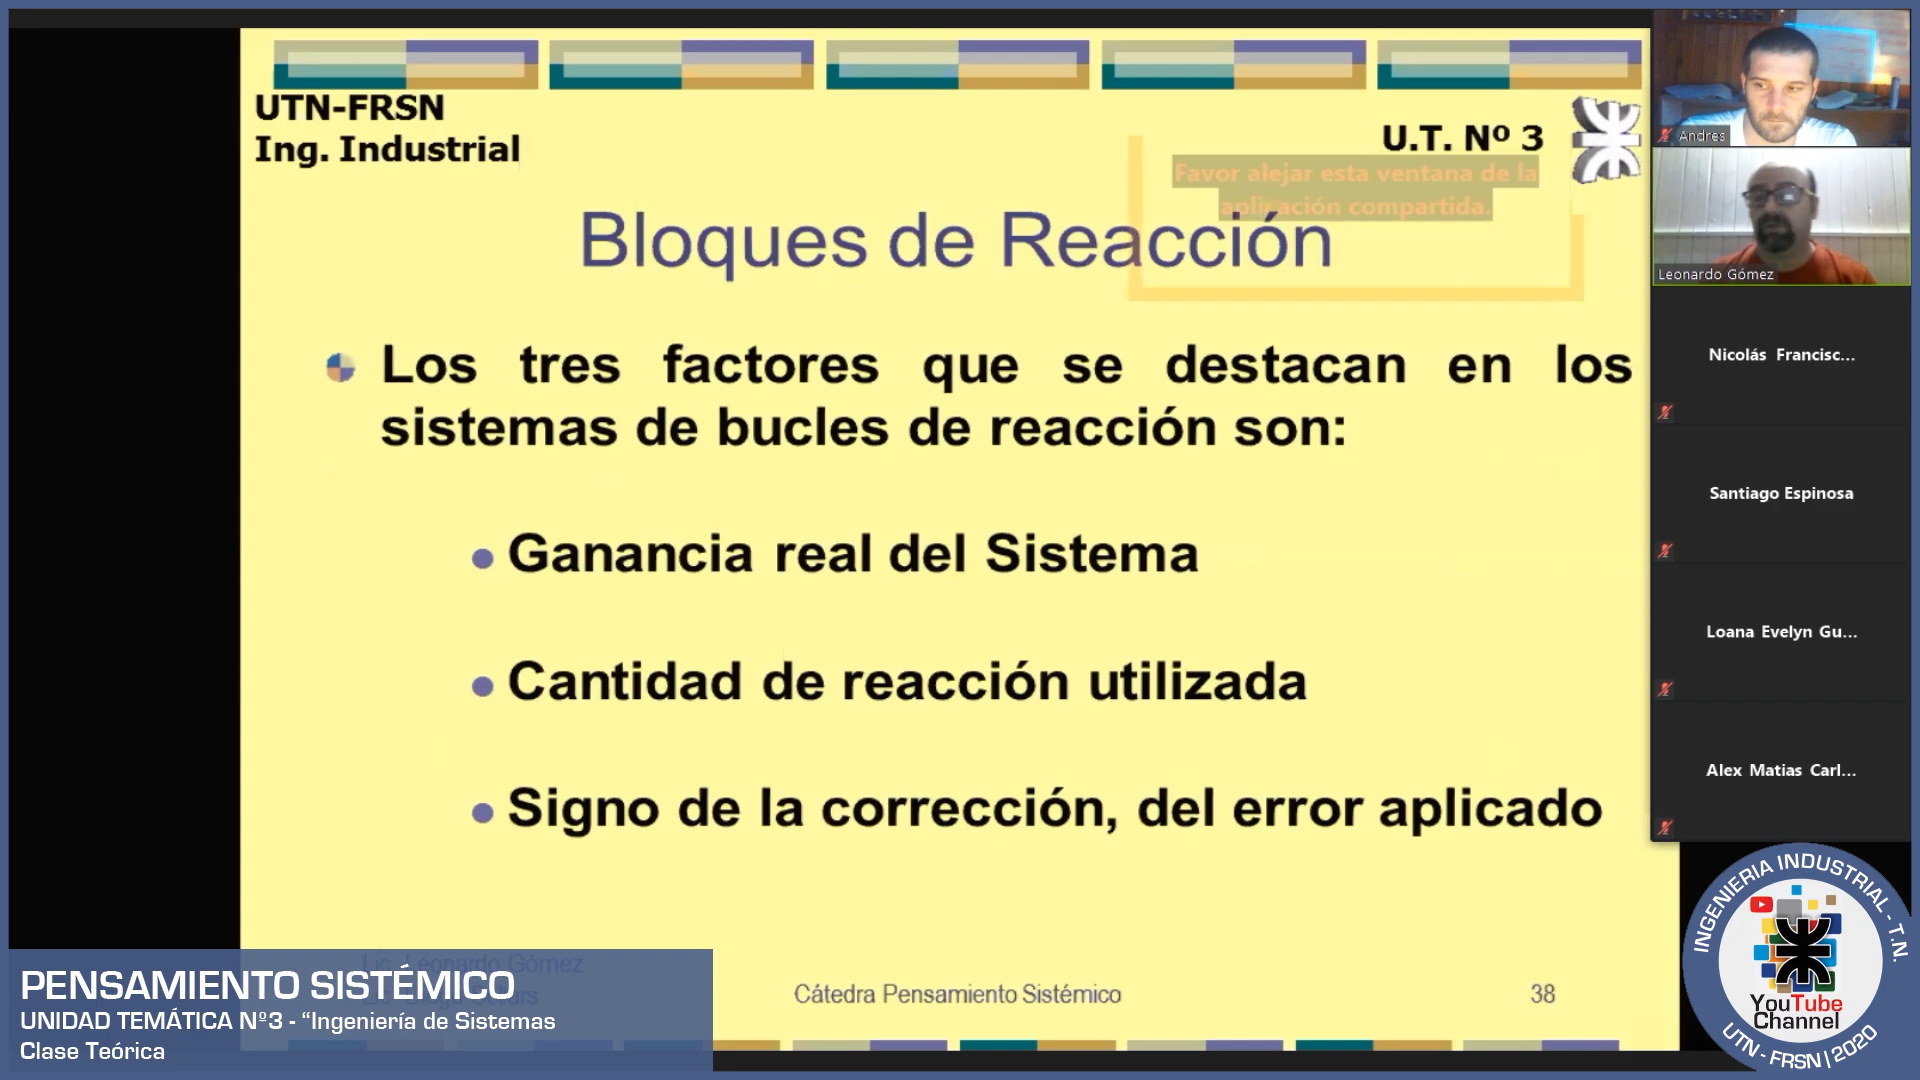 UTN-FRSN
Ing. Industrial
U.T. Nº 3
Favor alejar esta ventana de la
aplicación compartida.
Bloques de Reacción
Los tres factores que se destacan en los
sistemas de bucles de reacción son:
Ganancia real del Sistema
Cantidad de reacción utilizada
Signo de la corrección, del error aplicado
Lic. Leonardo Gómez
Cátedra Pensamiento Sistémico
38
PENSAMIENTO SISTÉMICO
UNIDAD TEMÁTICA Nº3 - “Ingeniería de Sistemas
Clase Teórica
Andres
Leonardo Gómez
Nicolás Francisc...
Santiago Espinosa
Loana Evelyn Gu...
Alex Matias Carl...
INGENIERIA INDUSTRIAL - T.N.
YouTube
Channel
UTN - FRSN | 2020